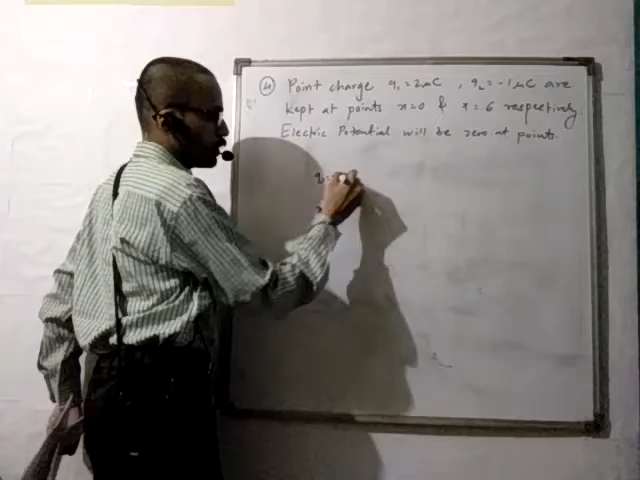 (4) Point charge q₁ = 2μC , q₂ = -1μC are
kept at points x=0 & x=6 respectively.
Electric Potential will be zero at points.